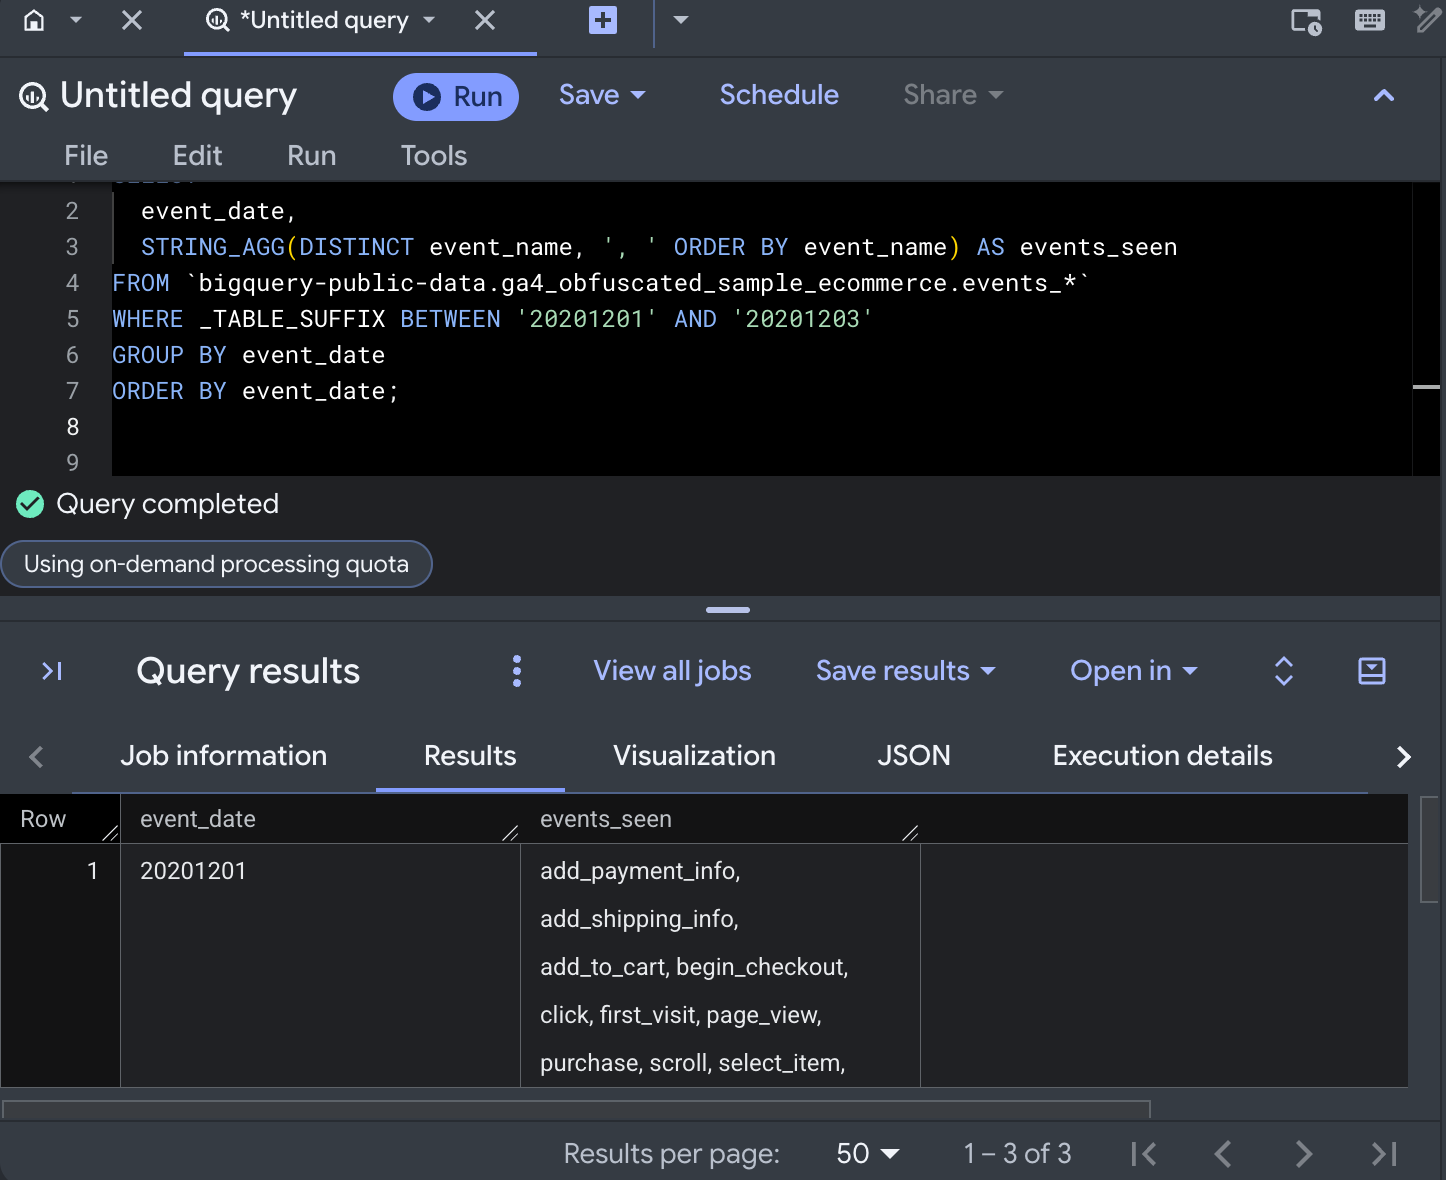 *Untitled query
Untitled query
Run
Save
Schedule
Share
File
Edit
Run
Tools
2
event_date,
3
STRING_AGG(DISTINCT event_name, ', ' ORDER BY event_name) AS events_seen
4
FROM `bigquery-public-data.ga4_obfuscated_sample_ecommerce.events_*`
5
WHERE _TABLE_SUFFIX BETWEEN '20201201' AND '20201203'
6
GROUP BY event_date
7
ORDER BY event_date;
8
9
Query completed
Using on-demand processing quota
Query results
View all jobs
Save results
Open in
Job information
Results
Visualization
JSON
Execution details
Row
event_date
events_seen
1
20201201
add_payment_info,
add_shipping_info,
add_to_cart, begin_checkout,
click, first_visit, page_view,
purchase, scroll, select_item,
Results per page:
50
1 – 3 of 3